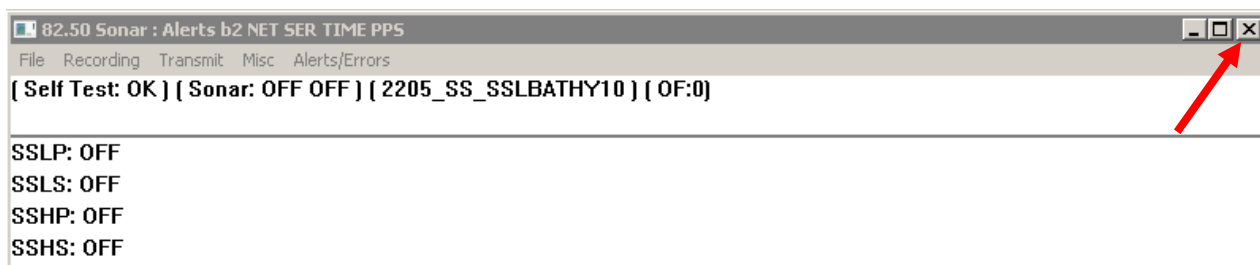 82.50 Sonar : Alerts b2 NET SER TIME PPS
File Recording Transmit Misc Alerts/Errors
( Self Test: OK ) ( Sonar: OFF OFF ) ( 2205_SS_SSLBATHY10 ) ( OF:0)
SSLP: OFF
SSLS: OFF
SSHP: OFF
SSHS: OFF